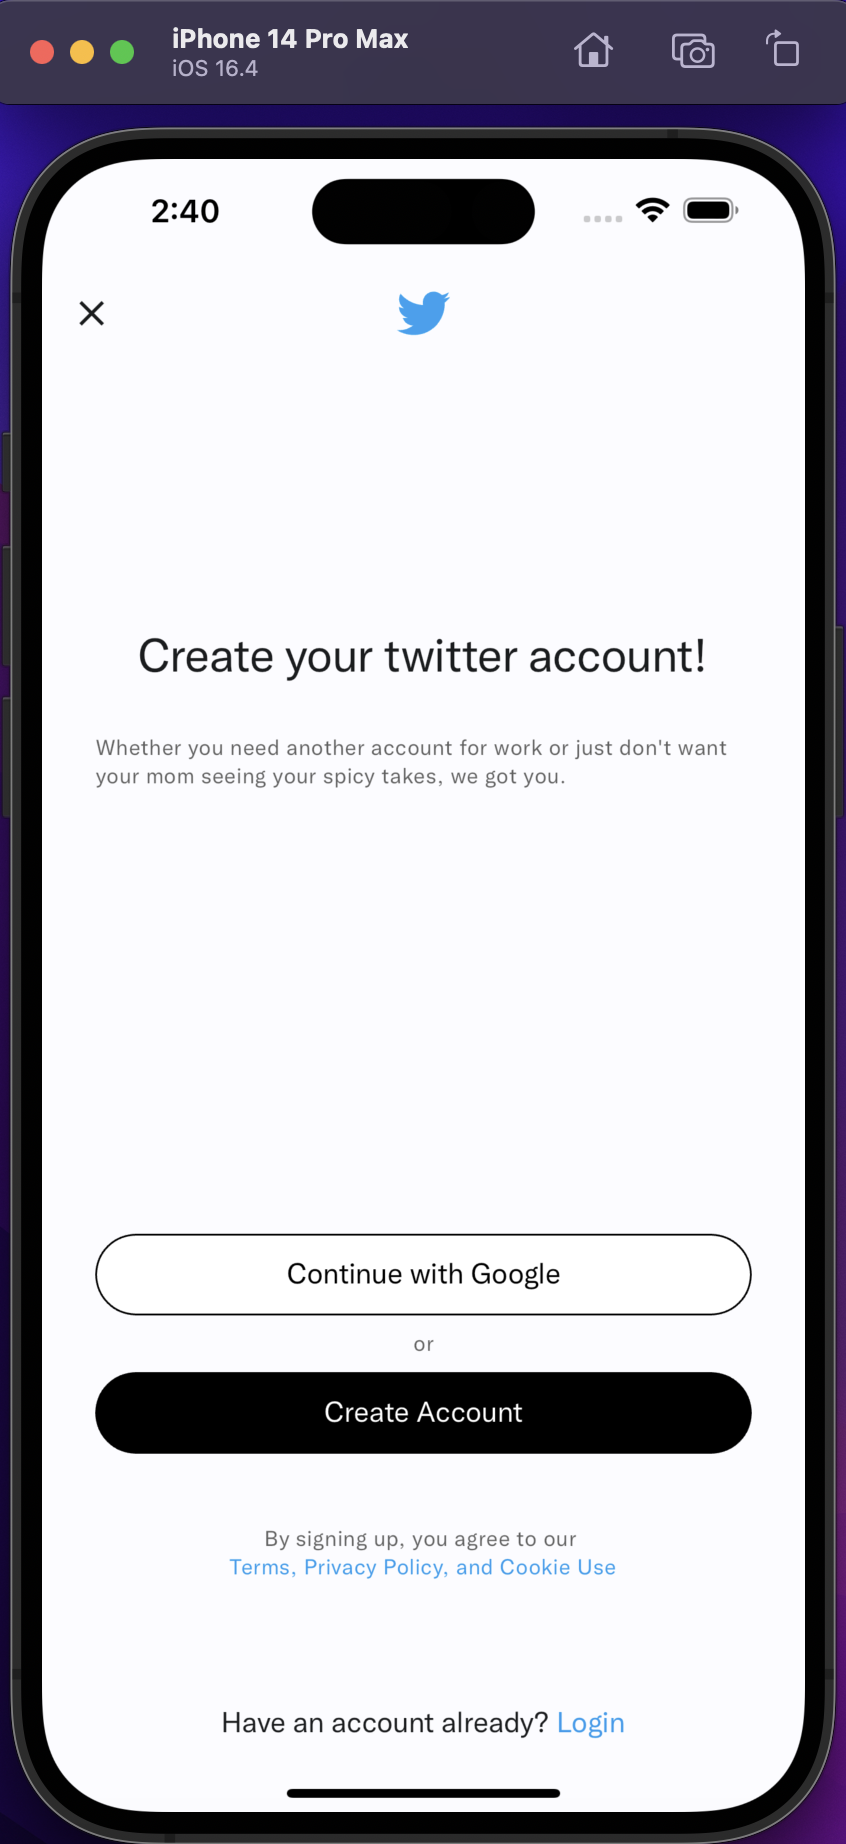 iPhone 14 Pro Max
iOS 16.4
2:40
Create your twitter account!
Whether you need another account for work or just don't want
your mom seeing your spicy takes, we got you.
Continue with Google
or
Create Account
By signing up, you agree to our
Terms, Privacy Policy, and Cookie Use
Have an account already? Login